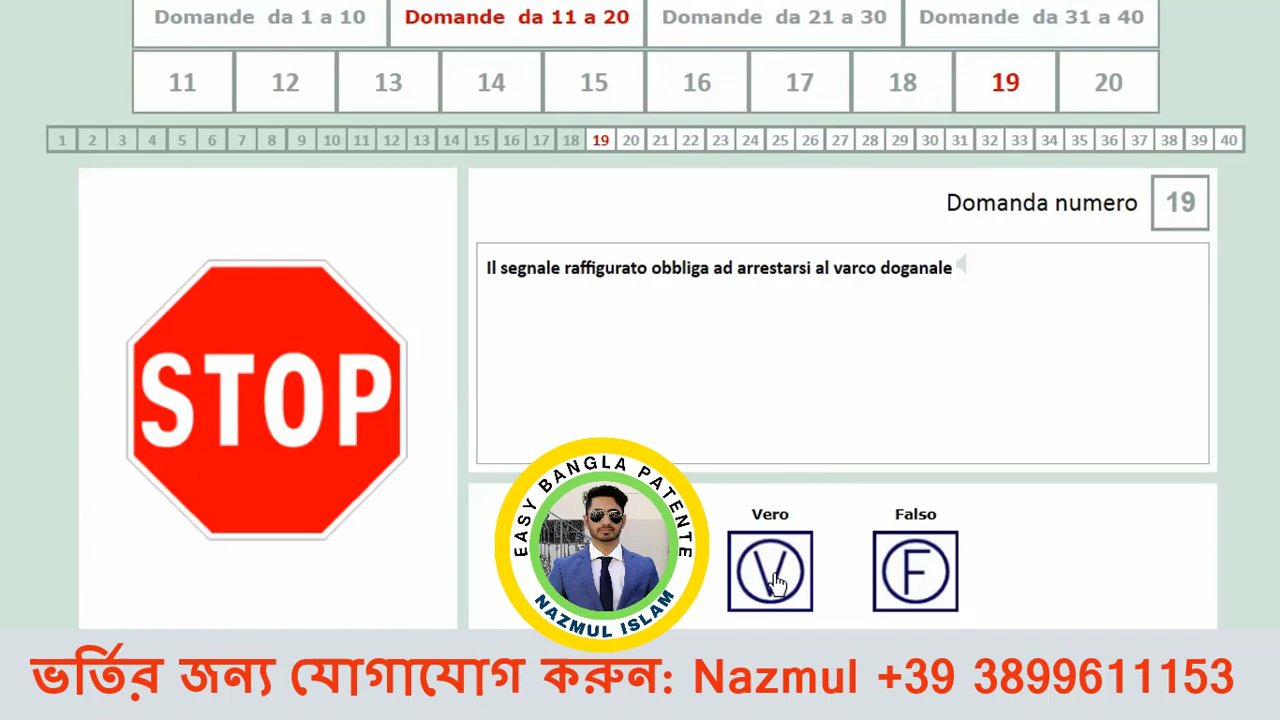 Domande da 1 a 10 Domande da 11 a 20 Domande da 21 a 30 Domande da 31 a 40
11 12 13 14 15 16 17 18 19 20
1 2 3 4 5 6 7 8 9 10 11 12 13 14 15 16 17 18 19 20 21 22 23 24 25 26 27 28 29 30 31 32 33 34 35 36 37 38 39 40
Domanda numero 19
Il segnale raffigurato obbliga ad arrestarsi al varco doganale
STOP
EASY BANGLA PATENTE
NAZMUL ISLAM
Vero Falso
V F
ভর্তির জন্য যোগাযোগ করুন: Nazmul +39 3899611153